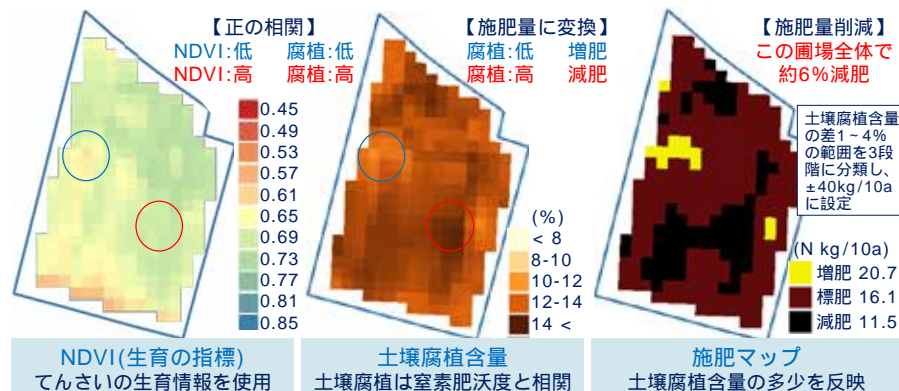 【正の相関】
NDVI:低 腐植:低
NDVI:高 腐植:高
0.45
0.49
0.53
0.57
0.61
0.65
0.69
0.73
0.77
0.81
0.85
NDVI(生育の指標)
てんさいの生育情報を使用
【施肥量に変換】
腐植:低 増肥
腐植:高 減肥
(%)
< 8
8-10
10-12
12-14
14 <
土壌腐植含量
土壌腐植は窒素肥沃度と相関
【施肥量削減】
この圃場全体で
約6%減肥
土壌腐植含量
の差1~4%
の範囲を3段
階に分類し、
±40kg/10a
に設定
(N kg/10a)
増肥 20.7
標肥 16.1
減肥 11.5
施肥マップ
土壌腐植含量の多少を反映